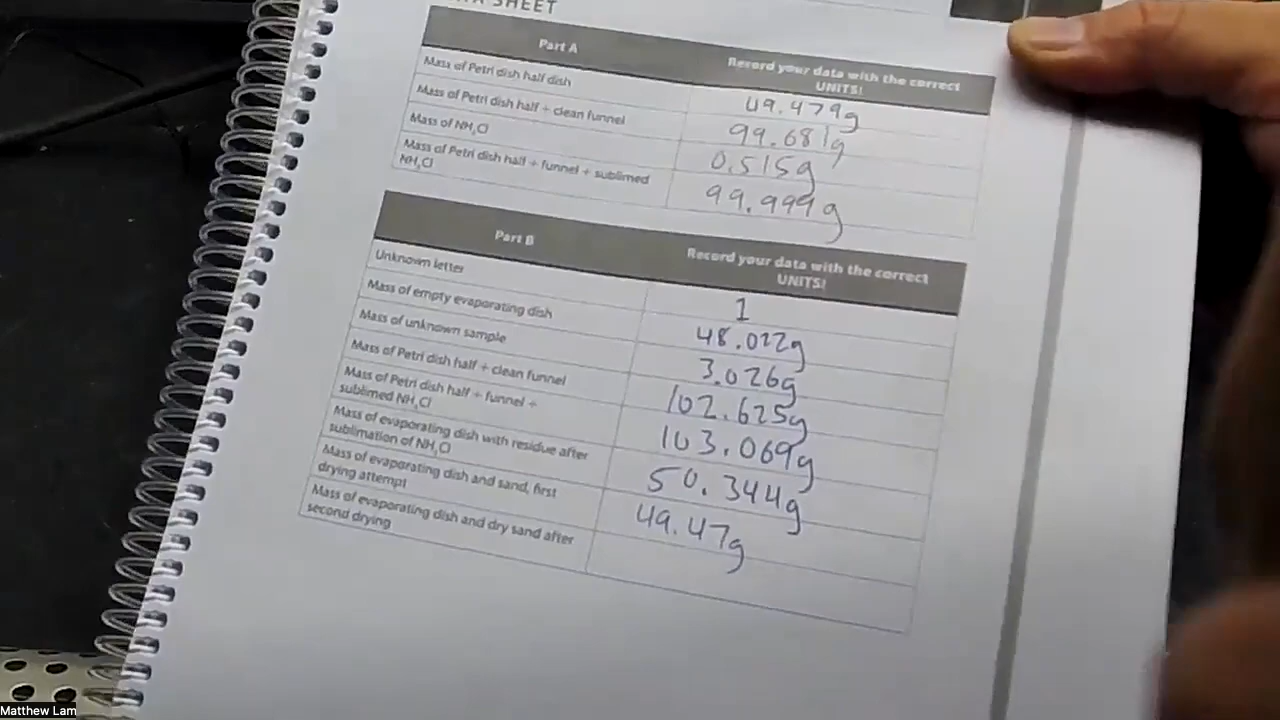 SHEET
Part A
Record your data with the correct
UNITS!
Mass of Petri dish half dish
49.479g
Mass of Petri dish half + clean funnel
99.681g
Mass of NH₄Cl
0.515g
Mass of Petri dish half + funnel + sublimed
NH₄Cl
99.999g
Part B
Record your data with the correct
UNITS!
Unknown letter
1
Mass of empty evaporating dish
48.022g
Mass of unknown sample
3.026g
Mass of Petri dish half + clean funnel
102.625g
Mass of Petri dish half + funnel +
sublimed NH₄Cl
103.069g
Mass of evaporating dish with residue after
sublimation of NH₄Cl
50.344g
Mass of evaporating dish and sand, first
drying attempt
49.47g
Mass of evaporating dish and dry sand after
second drying
Matthew Lam